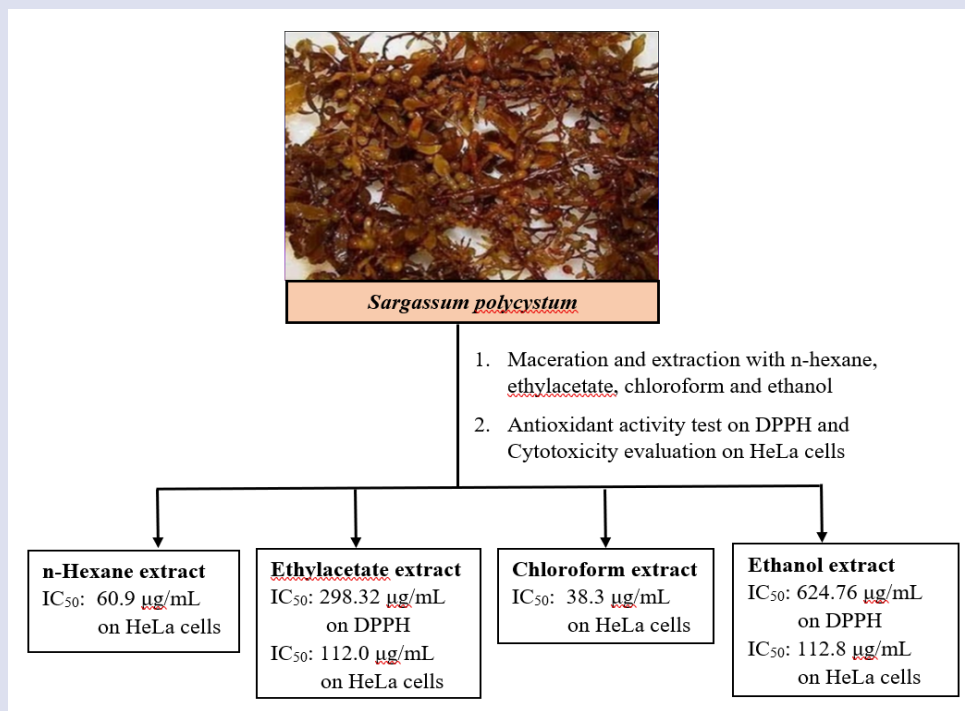 Sargassum polycystum
1. Maceration and extraction with n-hexane,
ethylacetate, chloroform and ethanol
2. Antioxidant activity test on DPPH and
Cytotoxicity evaluation on HeLa cells
n-Hexane extract
IC₅₀: 60.9 µg/mL
on HeLa cells
Ethylacetate extract
IC₅₀: 298.32 µg/mL
on DPPH
IC₅₀: 112.0 µg/mL
on HeLa cells
Chloroform extract
IC₅₀: 38.3 µg/mL
on HeLa cells
Ethanol extract
IC₅₀: 624.76 µg/mL
on DPPH
IC₅₀: 112.8 µg/mL
on HeLa cells